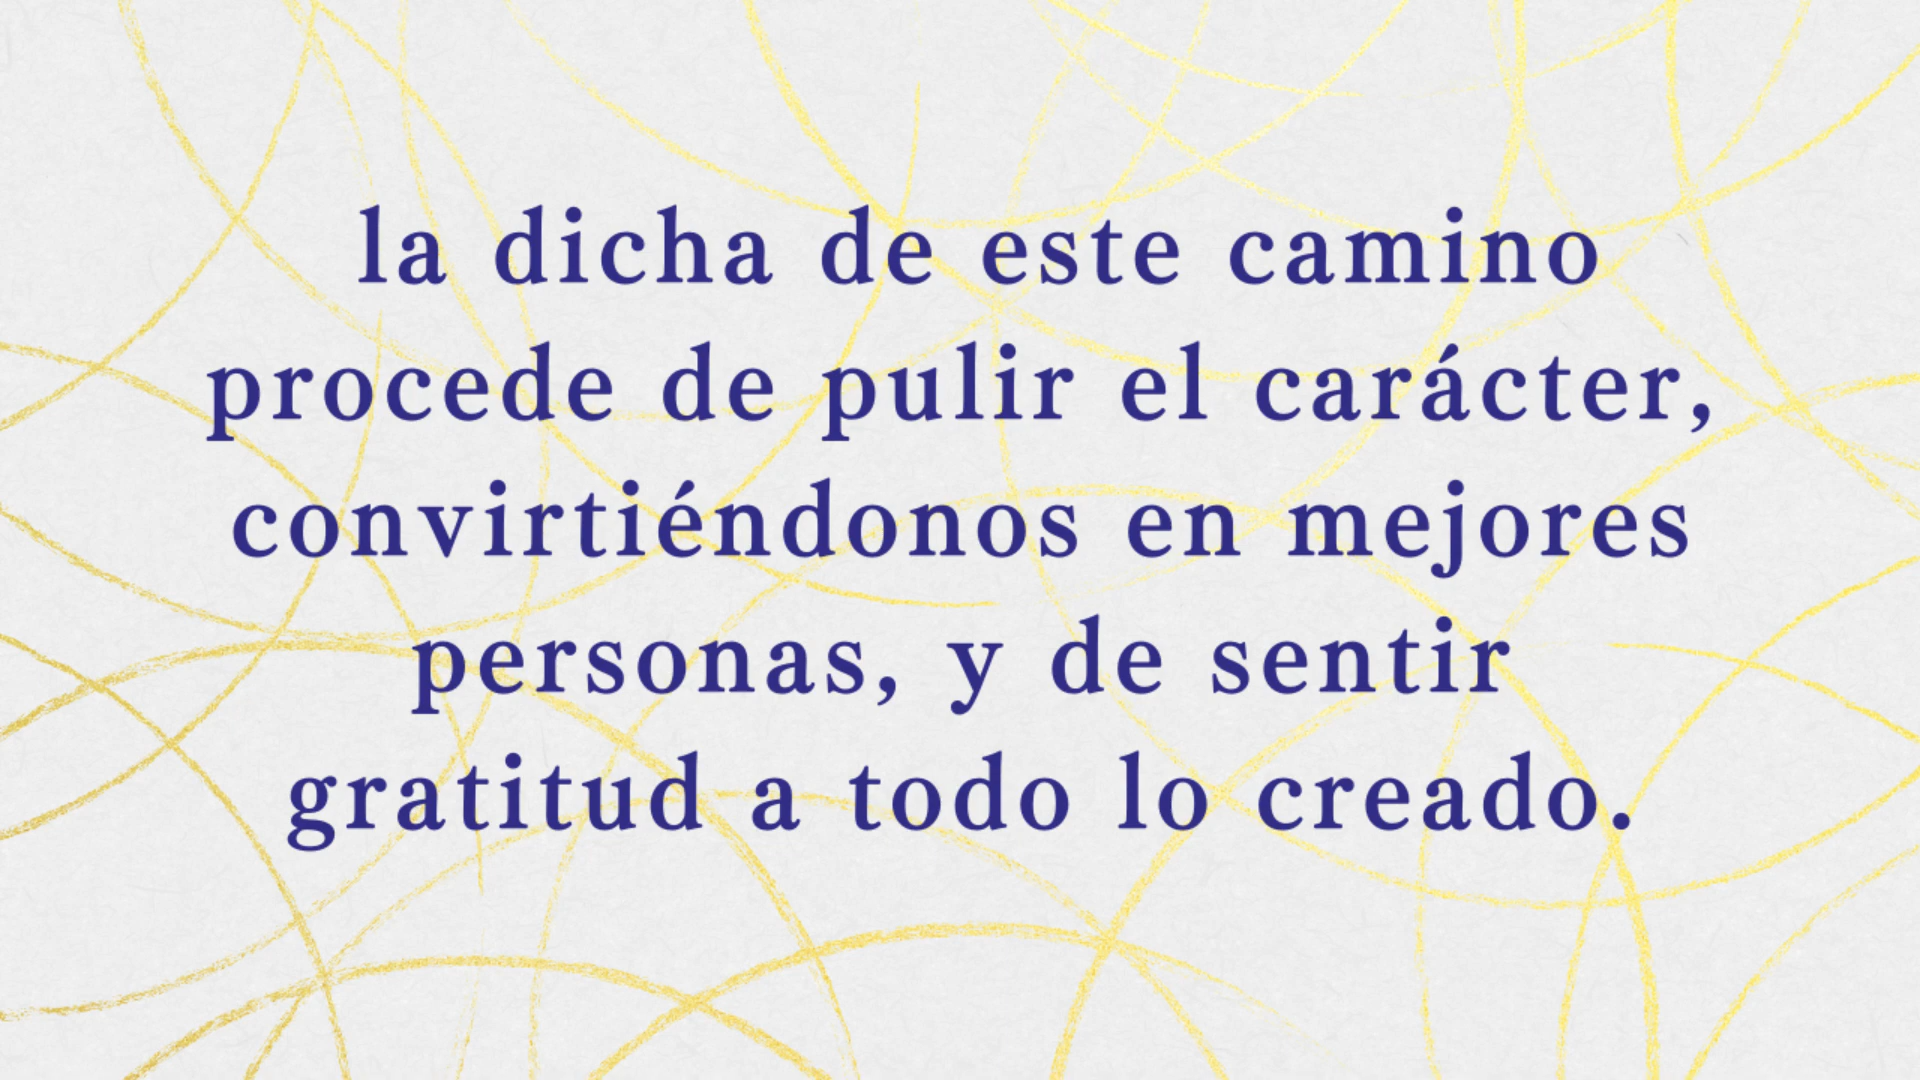 la dicha de este camino
procede de pulir el carácter,
convirtiéndonos en mejores
personas, y de sentir
gratitud a todo lo creado.